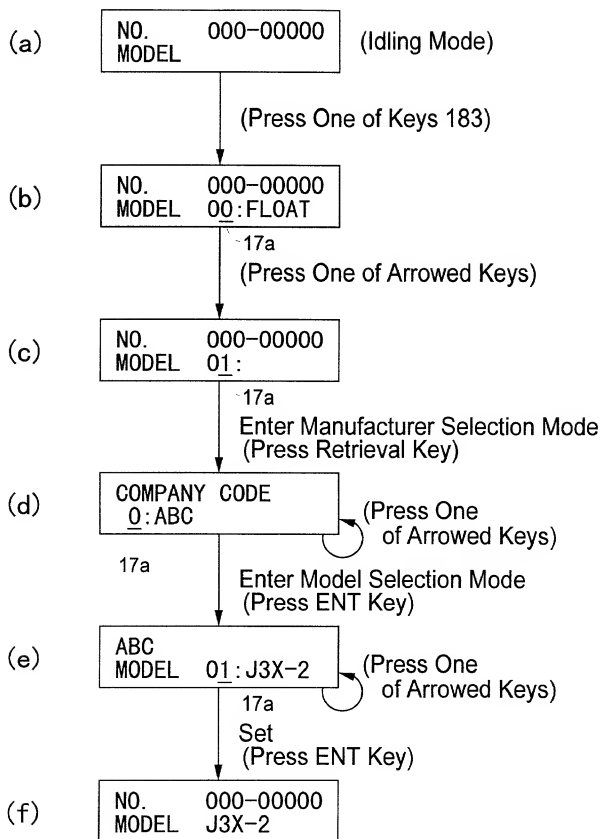 (a)
NO. 000-00000
MODEL
(Idling Mode)
(Press One of Keys 183)
(b)
NO. 000-00000
MODEL 00:FLOAT
17a
(Press One of Arrowed Keys)
(c)
NO. 000-00000
MODEL 01:
17a
Enter Manufacturer Selection Mode
(Press Retrieval Key)
(d)
COMPANY CODE
0:ABC
(Press One
of Arrowed Keys)
17a
Enter Model Selection Mode
(Press ENT Key)
(e)
ABC
MODEL 01:J3X-2
(Press One
of Arrowed Keys)
17a
Set
(Press ENT Key)
(f)
NO. 000-00000
MODEL J3X-2